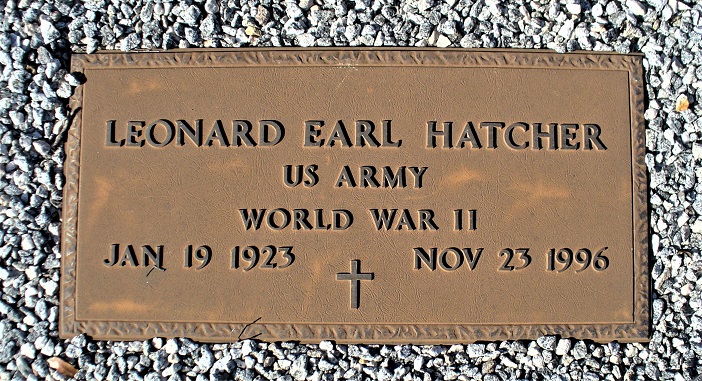 LEONARD EARL HATCHER
US ARMY
WORLD WAR II
JAN 19 1923 NOV 23 1996